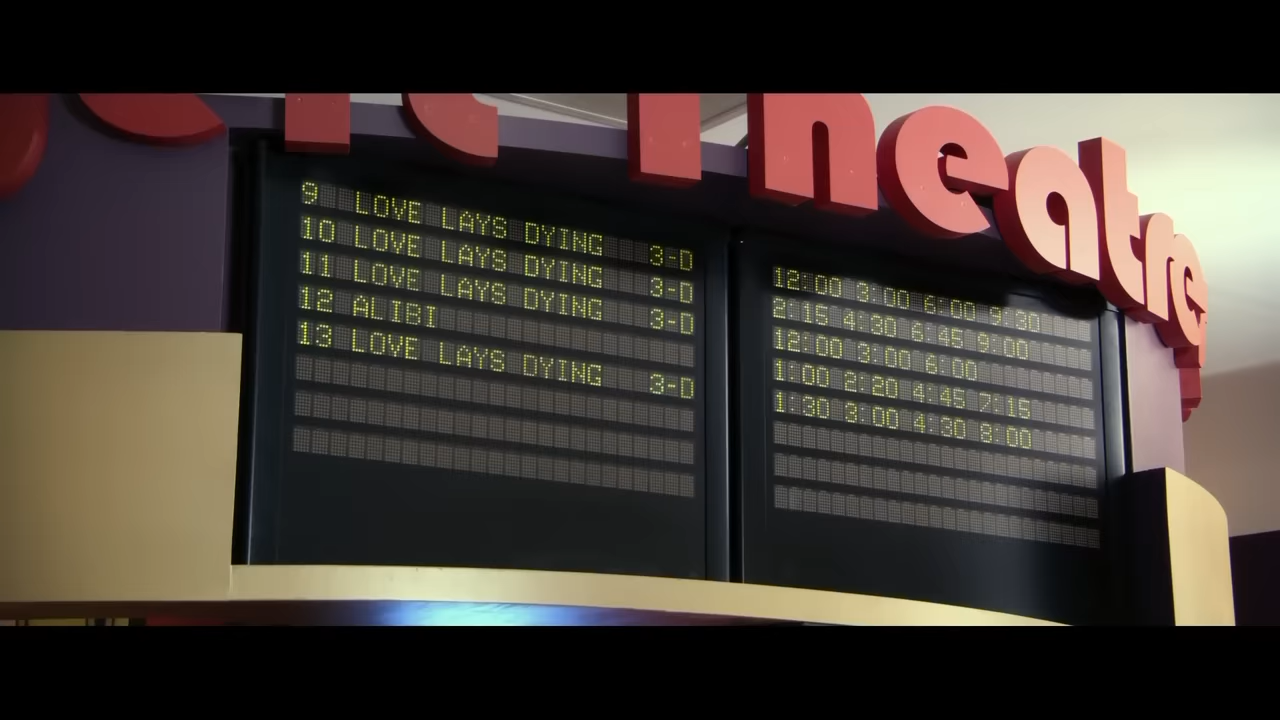 Theatre
9 LOVE LAYS DYING 3-D
10 LOVE LAYS DYING 3-D
11 LOVE LAYS DYING 3-D
12 ALIBI
13 LOVE LAYS DYING 3-D
12:00 3:00 6:00 9:30
2:15 4:30 6:45 9:00
12:00 3:00 6:00
1:00 2:20 4:45 7:15
1:30 3:00 4:30 8:00